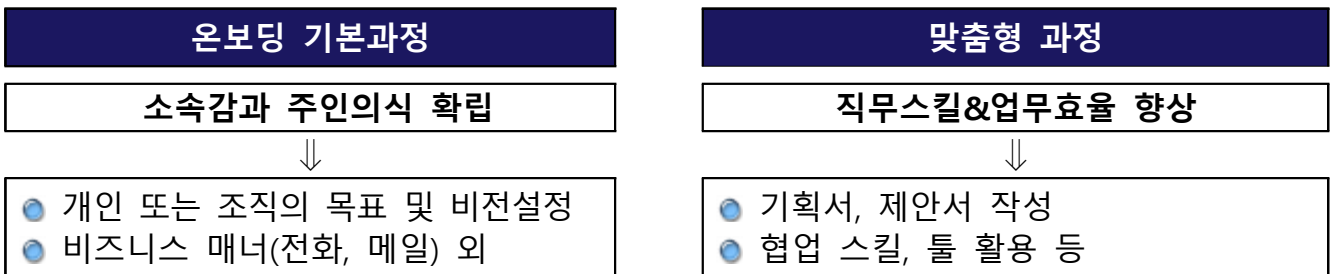 온보딩 기본과정
소속감과 주인의식 확립
⇓
개인 또는 조직의 목표 및 비전설정
비즈니스 매너(전화, 메일) 외
맞춤형 과정
직무스킬&업무효율 향상
⇓
기획서, 제안서 작성
협업 스킬, 툴 활용 등